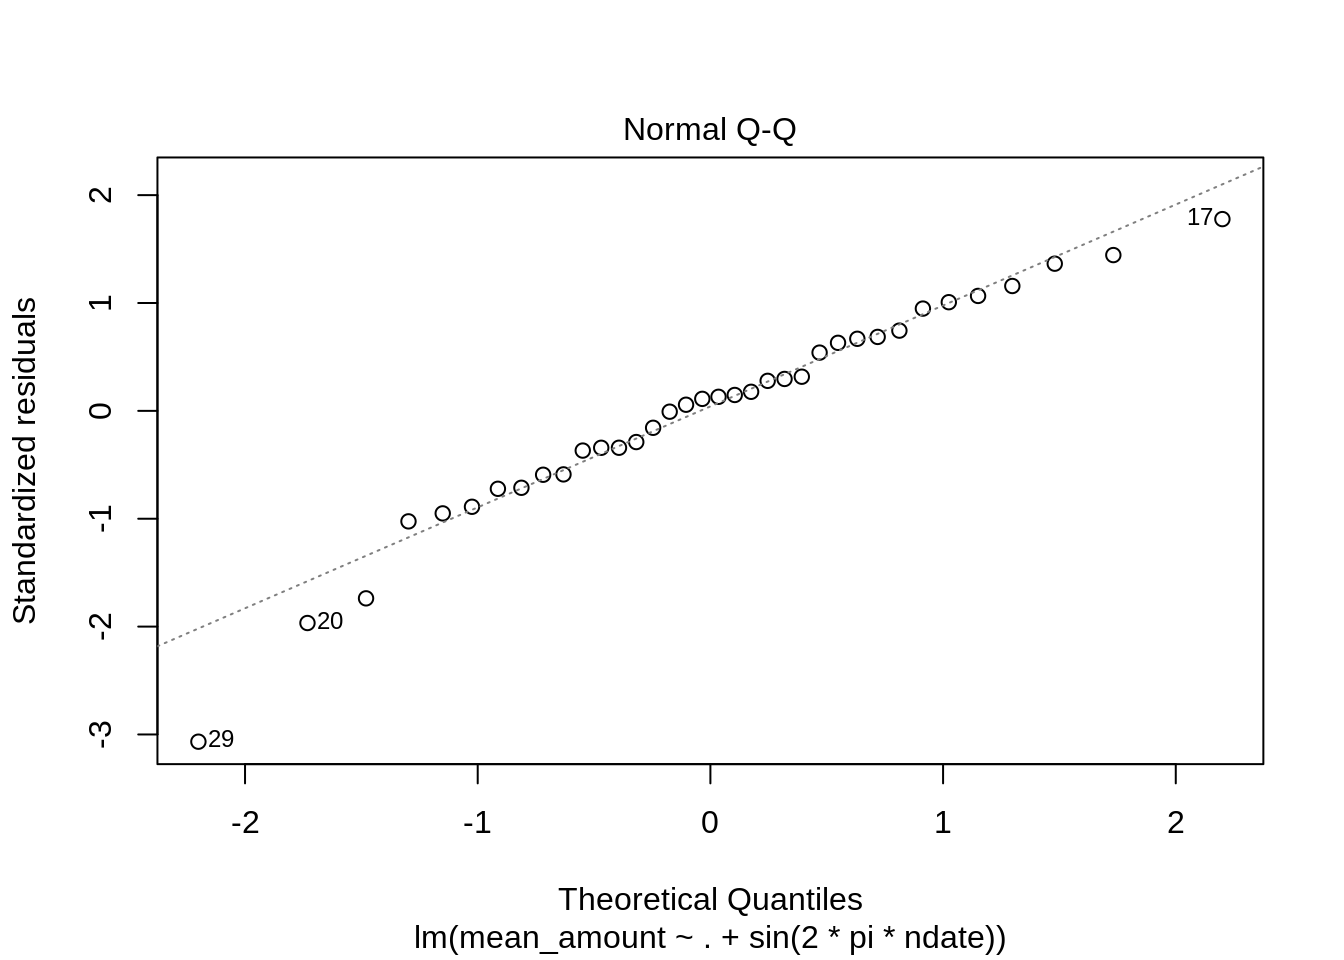 Normal Q-Q
2
1
0
-1
-2
-3
Standardized residuals
17
20
29
-2 -1 0 1 2
Theoretical Quantiles
lm(mean_amount ~ . + sin(2 * pi * ndate))